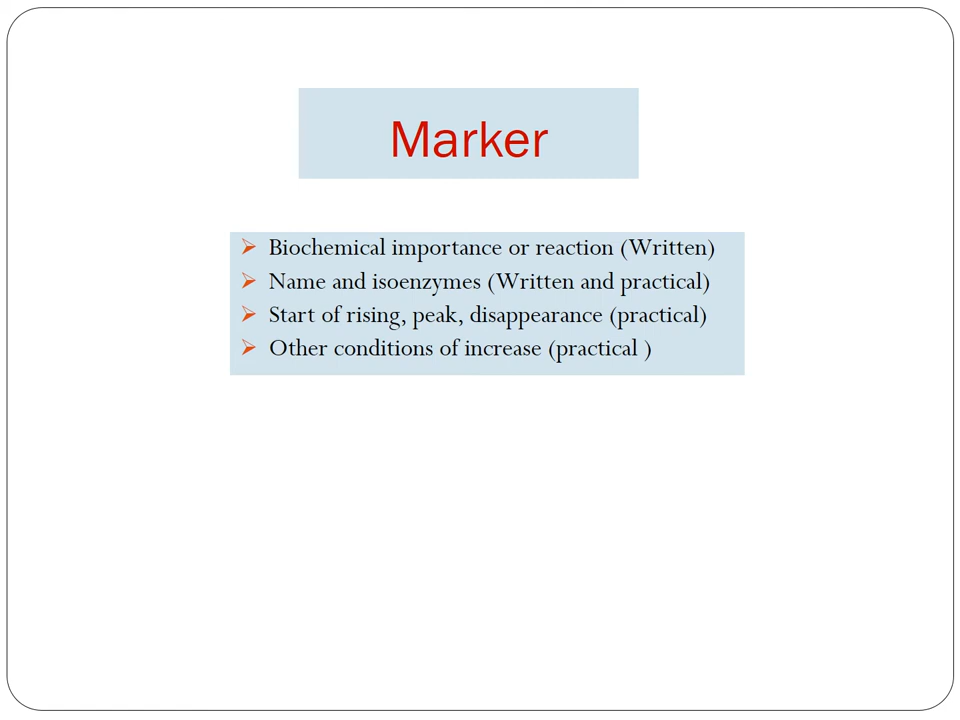 Marker
Biochemical importance or reaction (Written)
Name and isoenzymes (Written and practical)
Start of rising, peak, disappearance (practical)
Other conditions of increase (practical )